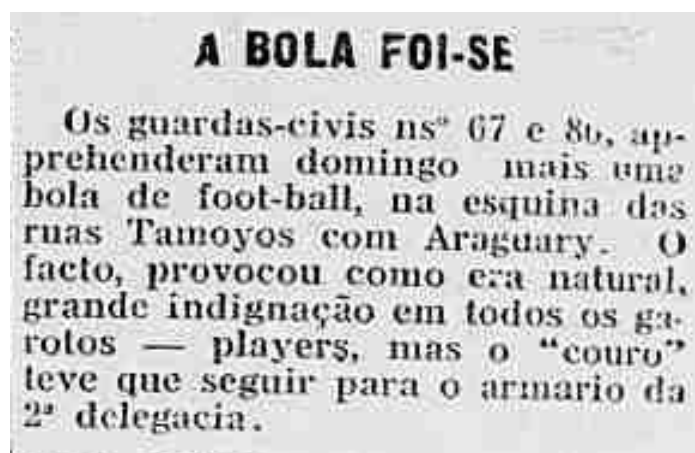 A BOLA FOI-SE
Os guardas-civis nsº 67 e 86, ap-
prehenderam domingo mais uma
bola de foot-ball, na esquina das
ruas Tamoyos com Araguary. O
facto, provocou como era natural,
grande indignação em todos os ga-
rotos — players, mas o “couro”
teve que seguir para o armario da
2ª delegacia.